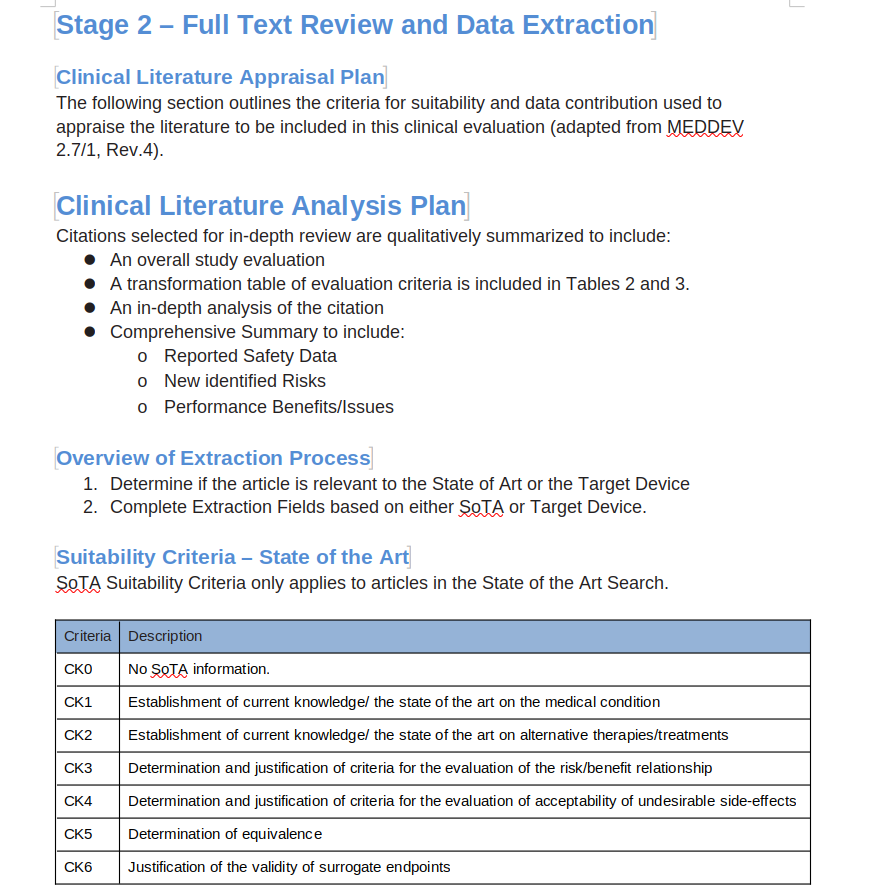 Stage 2 – Full Text Review and Data Extraction
Clinical Literature Appraisal Plan
The following section outlines the criteria for suitability and data contribution used to
appraise the literature to be included in this clinical evaluation (adapted from MEDDEV
2.7/1, Rev.4).
Clinical Literature Analysis Plan
Citations selected for in-depth review are qualitatively summarized to include:
● An overall study evaluation
● A transformation table of evaluation criteria is included in Tables 2 and 3.
● An in-depth analysis of the citation
● Comprehensive Summary to include:
o Reported Safety Data
o New identified Risks
o Performance Benefits/Issues
Overview of Extraction Process
1. Determine if the article is relevant to the State of Art or the Target Device
2. Complete Extraction Fields based on either SoTA or Target Device.
Suitability Criteria – State of the Art
SoTA Suitability Criteria only applies to articles in the State of the Art Search.
Criteria Description
CK0 No SoTA information.
CK1 Establishment of current knowledge/ the state of the art on the medical condition
CK2 Establishment of current knowledge/ the state of the art on alternative therapies/treatments
CK3 Determination and justification of criteria for the evaluation of the risk/benefit relationship
CK4 Determination and justification of criteria for the evaluation of acceptability of undesirable side-effects
CK5 Determination of equivalence
CK6 Justification of the validity of surrogate endpoints